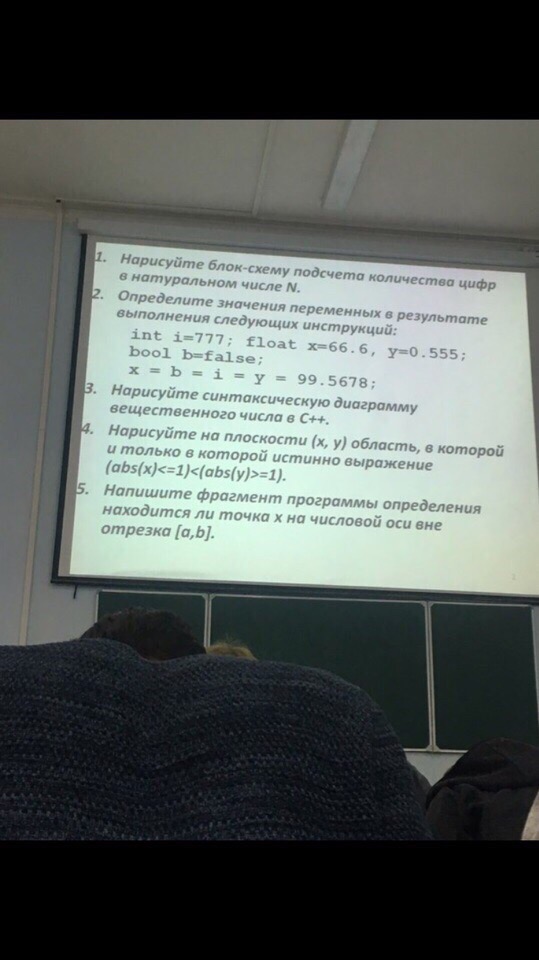 1. Нарисуйте блок-схему подсчета количества цифр
в натуральном числе N.
2. Определите значения переменных в результате
выполнения следующих инструкций:
int i=777; float x=66.6, y=0.555;
bool b=false;
x = b = i = y = 99.5678;
3. Нарисуйте синтаксическую диаграмму
вещественного числа в С++.
4. Нарисуйте на плоскости (x, y) область, в которой
и только в которой истинно выражение
(abs(x)<=1)<(abs(y)>=1).
5. Напишите фрагмент программы определения
находится ли точка x на числовой оси вне
отрезка [a,b].